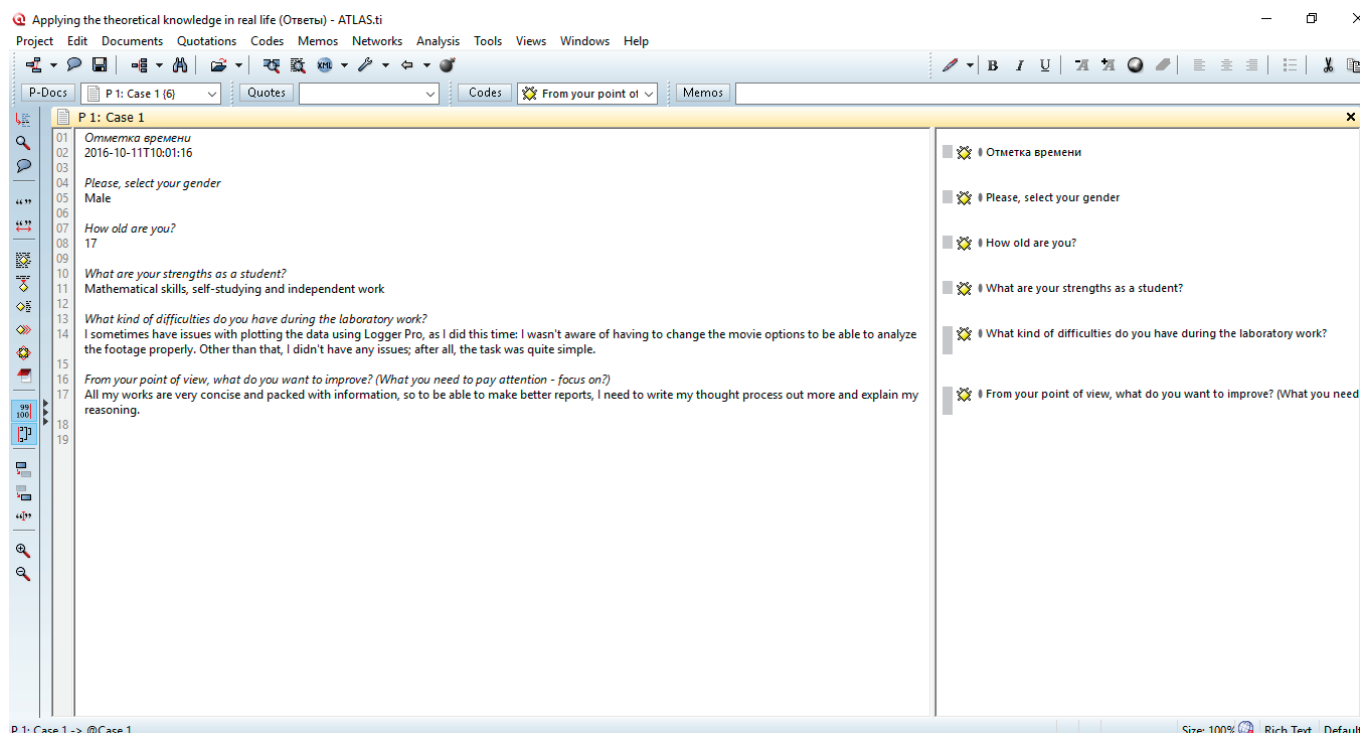 Applying the theoretical knowledge in real life (Ответы) - ATLAS.ti
Project Edit Documents Quotations Codes Memos Networks Analysis Tools Views Windows Help
XML B I U A A
P-Docs P 1: Case 1 (6) Quotes Codes From your point of Memos
P 1: Case 1
01 Отметка времени
02 2016-10-11T10:01:16
03
04 Please, select your gender
05 Male
06
07 How old are you?
08 17
09
10 What are your strengths as a student?
11 Mathematical skills, self-studying and independent work
12
13 What kind of difficulties do you have during the laboratory work?
14 I sometimes have issues with plotting the data using Logger Pro, as I did this time: I wasn't aware of having to change the movie options to be able to analyze
the footage properly. Other than that, I didn't have any issues; after all, the task was quite simple.
15
16 From your point of view, what do you want to improve? (What you need to pay attention - focus on?)
17 All my works are very concise and packed with information, so to be able to make better reports, I need to write my thought process out more and explain my
reasoning.
18
19
Отметка времени
Please, select your gender
How old are you?
What are your strengths as a student?
What kind of difficulties do you have during the laboratory work?
From your point of view, what do you want to improve? (What you need
99
100
P 1: Case 1 -> @Case 1
Size: 100% Rich Text Default